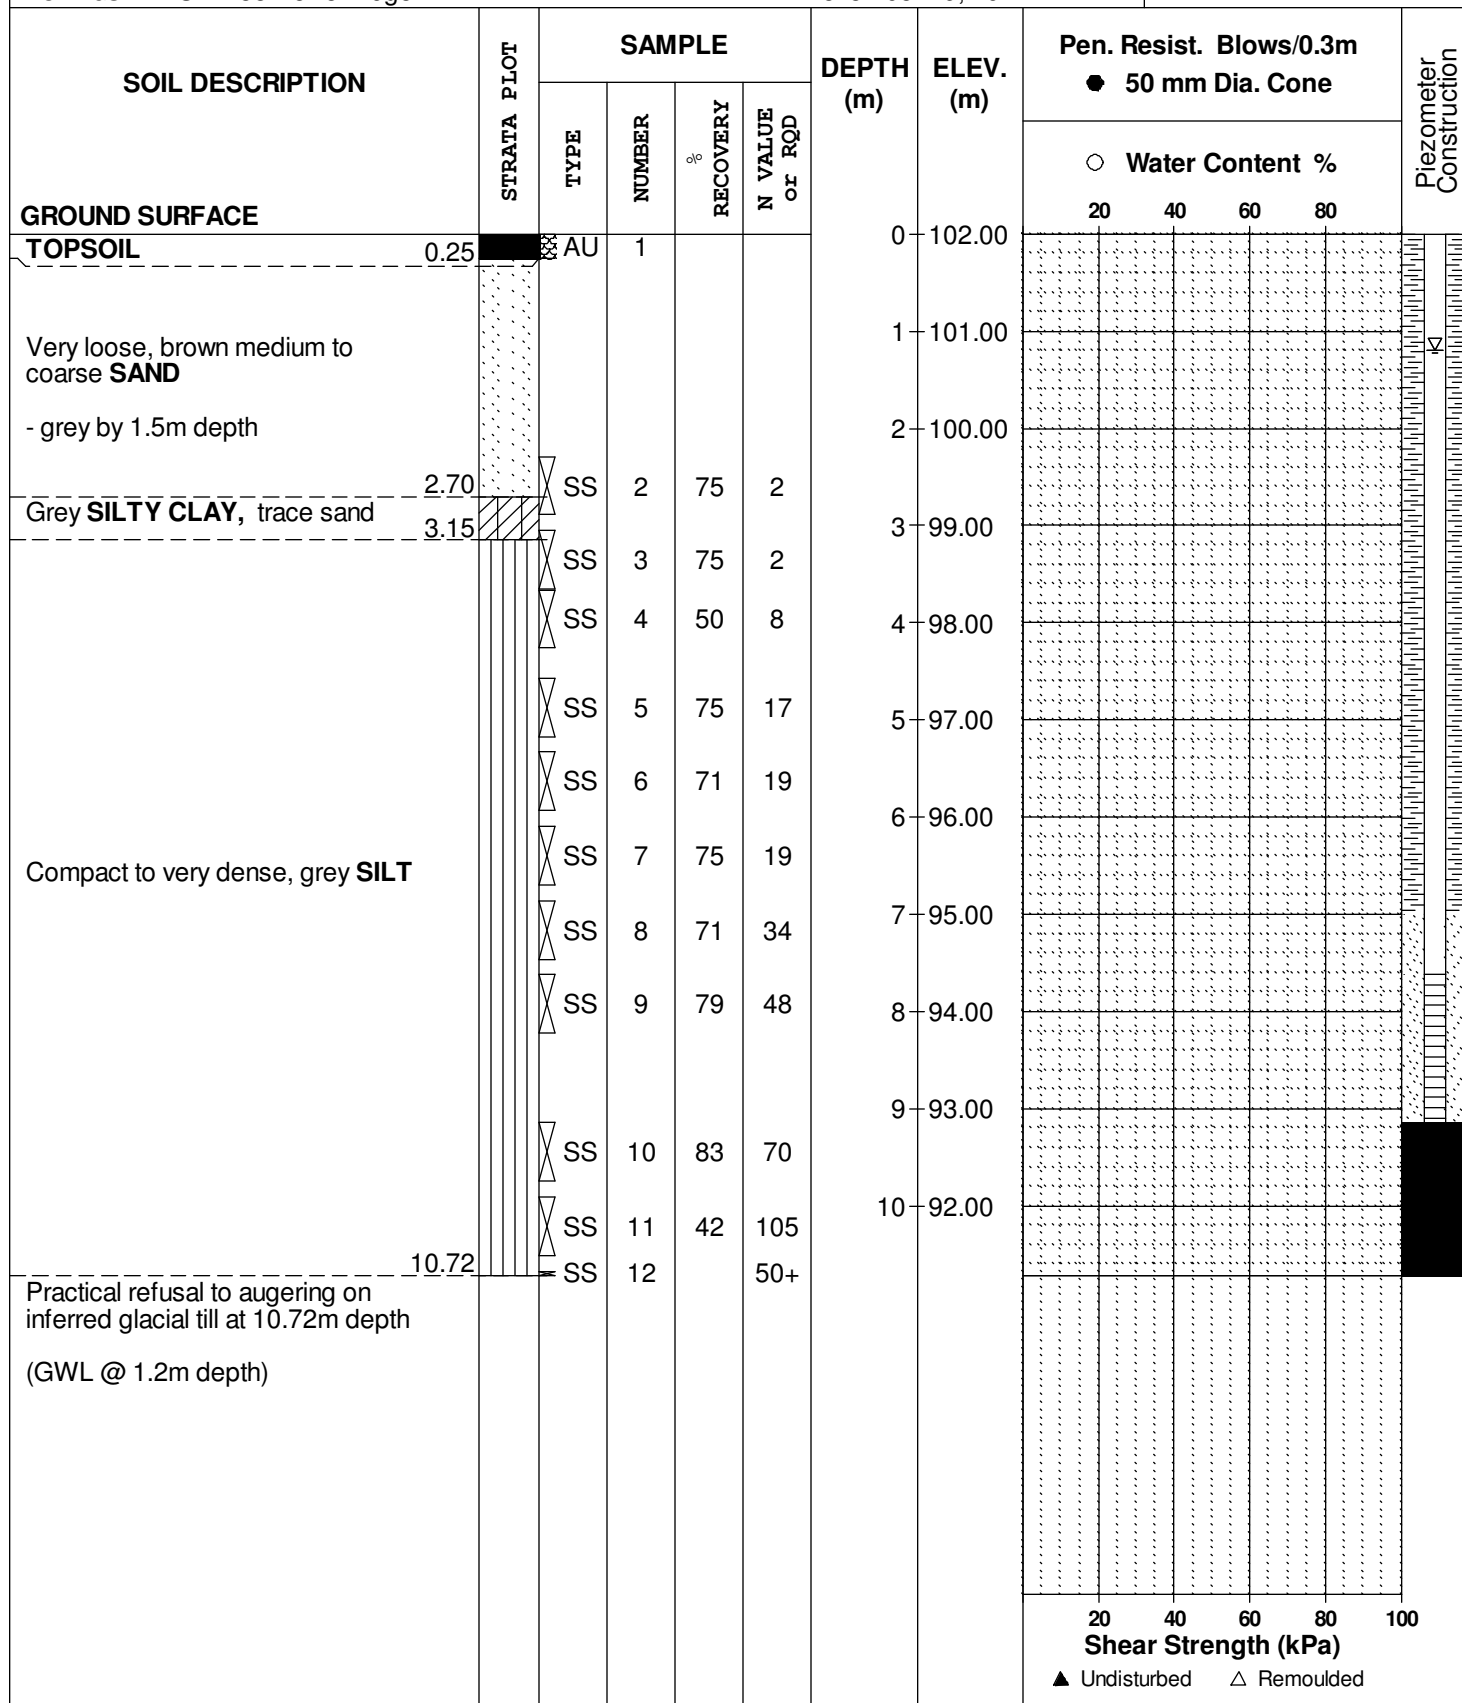 SOIL DESCRIPTION
GROUND SURFACE
STRATA PLOT
SAMPLE
TYPE
NUMBER
% RECOVERY
N VALUE or RQD
DEPTH (m)
ELEV. (m)
Pen. Resist. Blows/0.3m
● 50 mm Dia. Cone
○ Water Content %
20 40 60 80
Piezometer Construction
TOPSOIL 0.25 AU 1
0 102.00
Very loose, brown medium to
coarse SAND
1 101.00
- grey by 1.5m depth
2 100.00
2.70 SS 2 75 2
Grey SILTY CLAY, trace sand
3.15
3 99.00
SS 3 75 2
SS 4 50 8
4 98.00
SS 5 75 17
5 97.00
SS 6 71 19
6 96.00
SS 7 75 19
Compact to very dense, grey SILT
7 95.00
SS 8 71 34
SS 9 79 48
8 94.00
9 93.00
SS 10 83 70
10 92.00
SS 11 42 105
10.72 SS 12 50+
Practical refusal to augering on
inferred glacial till at 10.72m depth
(GWL @ 1.2m depth)
20 40 60 80 100
Shear Strength (kPa)
▲ Undisturbed △ Remoulded